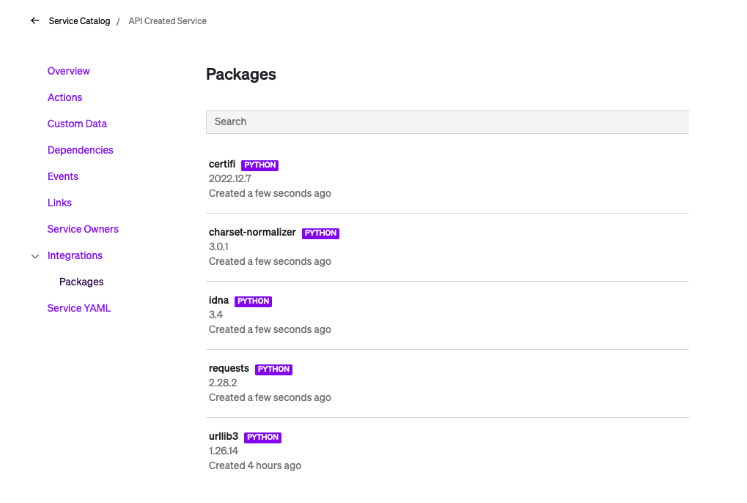 Service Catalog / API Created Service
Overview
Actions
Custom Data
Dependencies
Events
Links
Service Owners
Integrations
Packages
Service YAML
Packages
Search
certifi PYTHON
2022.12.7
Created a few seconds ago
charset-normalizer PYTHON
3.0.1
Created a few seconds ago
idna PYTHON
3.4
Created a few seconds ago
requests PYTHON
2.28.2
Created a few seconds ago
urllib3 PYTHON
1.26.14
Created 4 hours ago